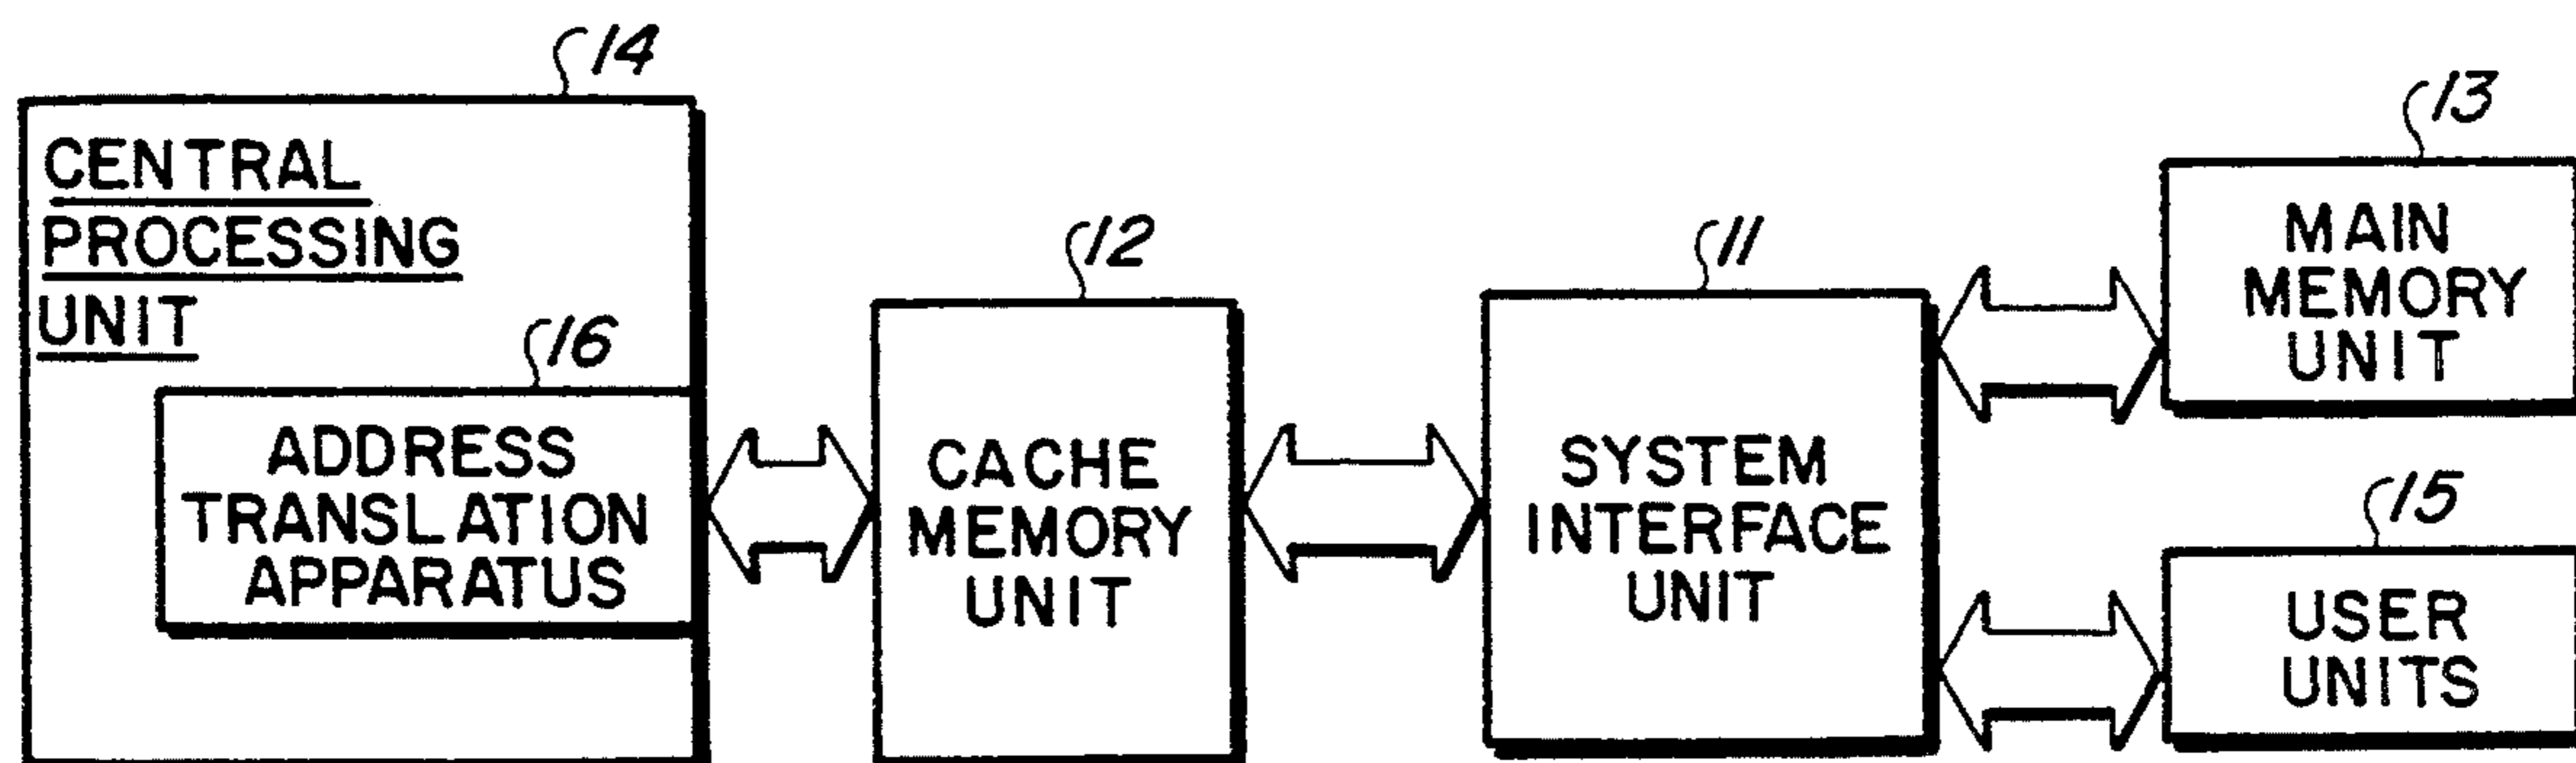 14
CENTRAL
PROCESSING
UNIT
16
ADDRESS
TRANSLATION
APPARATUS
12
CACHE
MEMORY
UNIT
11
SYSTEM
INTERFACE
UNIT
13
MAIN
MEMORY
UNIT
15
USER
UNITS